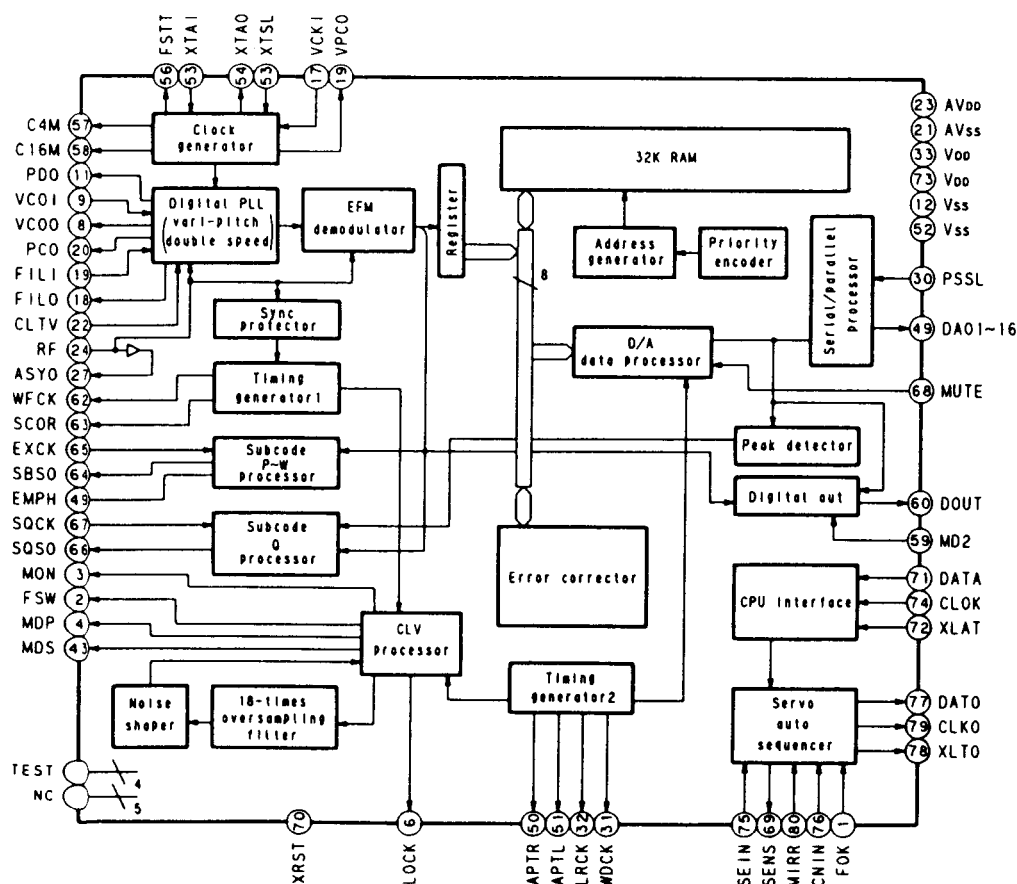 FSTT
XTAI
XTAO
XTSL
VCKI
VPCO
56
53
54
53
17
19
C4M 57
C16M 58
PDO 11
VCOI 9
VCOO 8
PCO 20
FILI 19
FILO 18
CLTV 22
RF 24
ASYO 27
WFCK 62
SCOR 63
EXCK 65
SBSO 64
EMPH 49
SQCK 67
SQSO 66
MON 3
FSW 2
MDP 4
MDS 43
TEST
4
NC
5
Clock
generator
Digital PLL
(vari-pitch
double speed)
EFM
demodulator
Register
Sync
protector
Timing
generator1
Subcode
P~W
processor
Subcode
Q
processor
CLV
processor
Noise
shaper
18-times
oversampling
filter
32K RAM
8
Address
generator
Priority
encoder
D/A
data processor
Serial/Parallel
processor
Peak detector
Digital out
Error corrector
CPU Interface
Timing
generator2
Servo
auto
sequencer
23 AVDD
21 AVSS
33 VDD
73 VDD
12 VSS
52 VSS
30 PSSL
49 DAO1~16
68 MUTE
60 DOUT
59 MD2
71 DATA
74 CLOK
72 XLAT
77 DATO
79 CLKO
78 XLTO
70
6
50
51
32
31
75
69
80
76
1
XRST
LOCK
APTR
APTL
LRCK
WDCK
SEIN
SENS
MIRR
CNIN
FOK